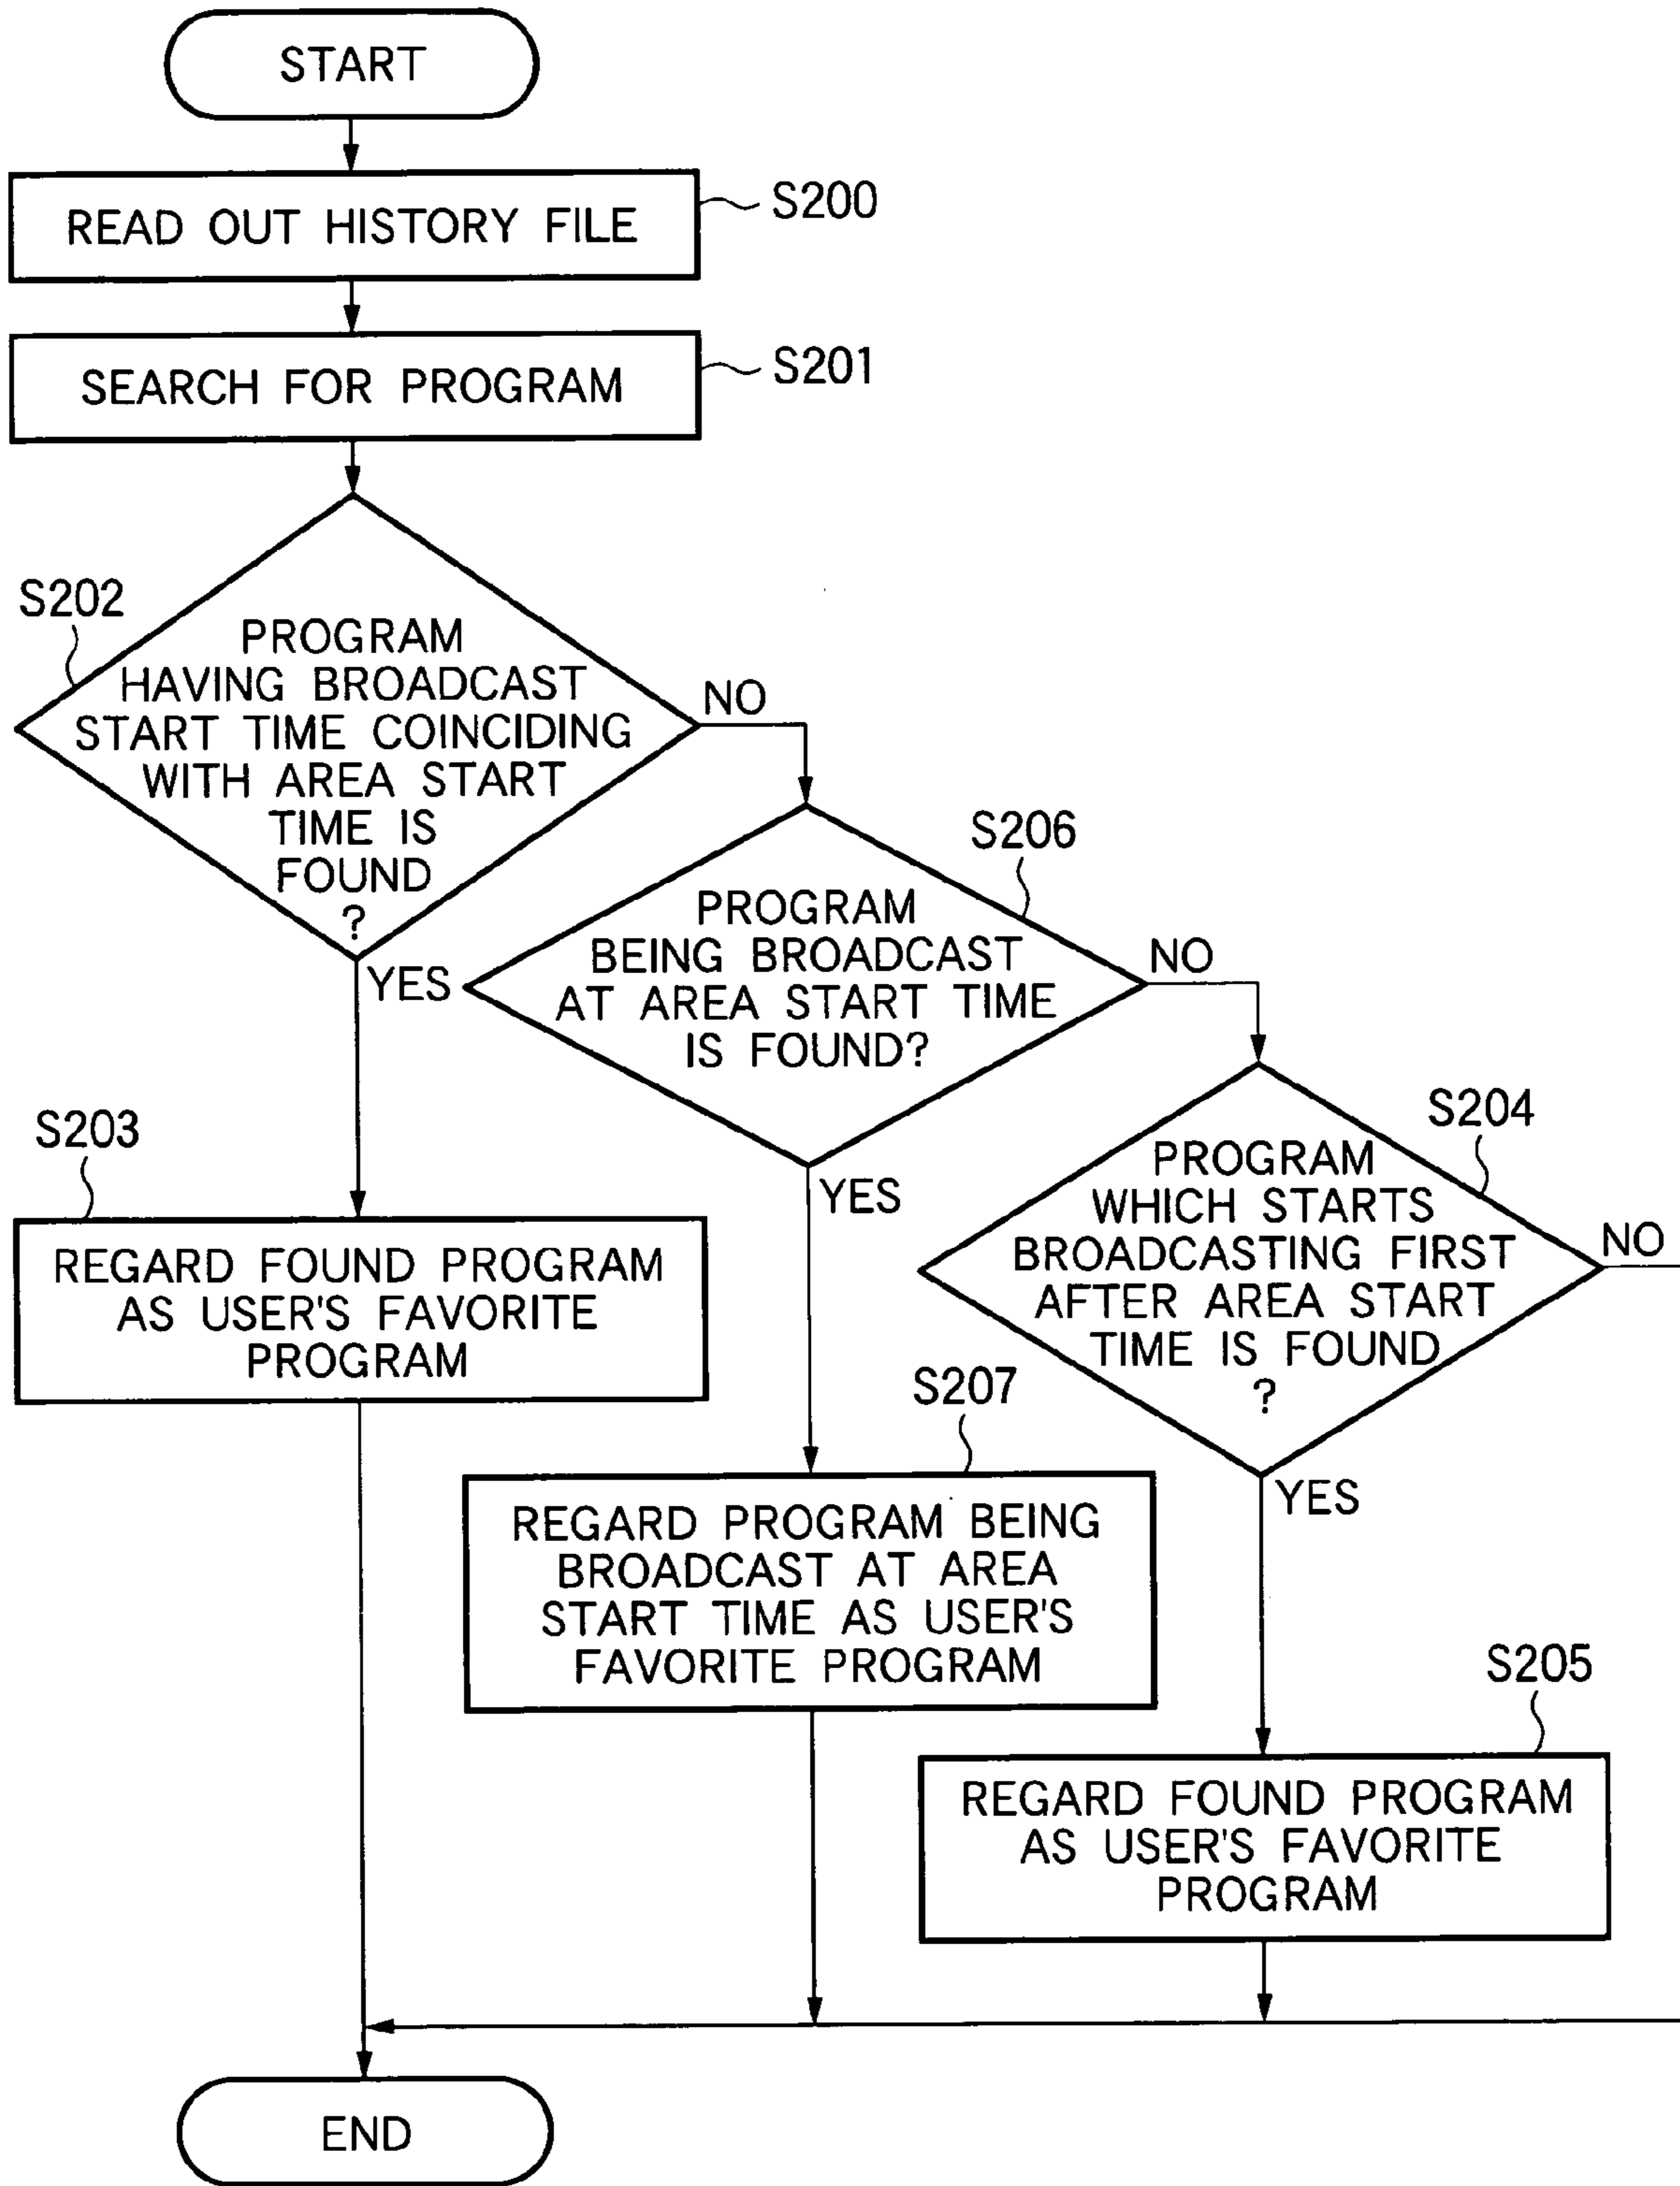 START
READ OUT HISTORY FILE
S200
SEARCH FOR PROGRAM
S201
S202
PROGRAM
HAVING BROADCAST
START TIME COINCIDING
WITH AREA START
TIME IS
FOUND
?
NO
YES
S206
PROGRAM
BEING BROADCAST
AT AREA START TIME
IS FOUND?
NO
YES
S204
PROGRAM
WHICH STARTS
BROADCASTING FIRST
AFTER AREA START
TIME IS FOUND
?
NO
YES
S203
REGARD FOUND PROGRAM
AS USER'S FAVORITE
PROGRAM
S207
REGARD PROGRAM BEING
BROADCAST AT AREA
START TIME AS USER'S
FAVORITE PROGRAM
S205
REGARD FOUND PROGRAM
AS USER'S FAVORITE
PROGRAM
END